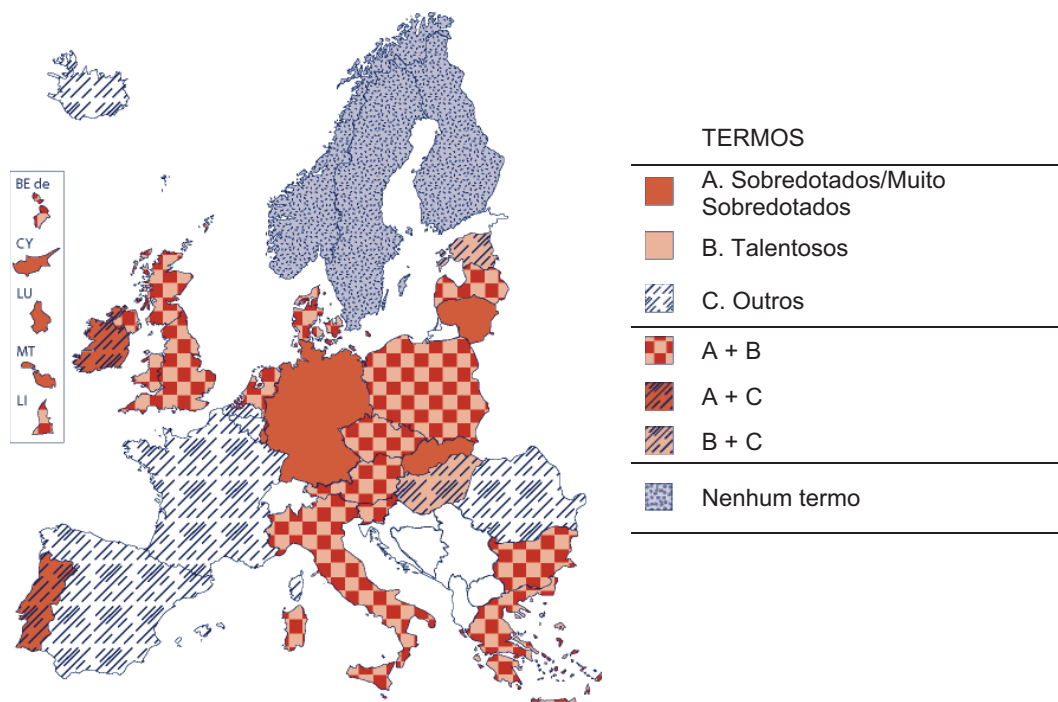 BE de
CY
LU
MT
LI
TERMOS
A. Sobredotados/Muito
Sobredotados
B. Talentosos
C. Outros
A + B
A + C
B + C
Nenhum termo